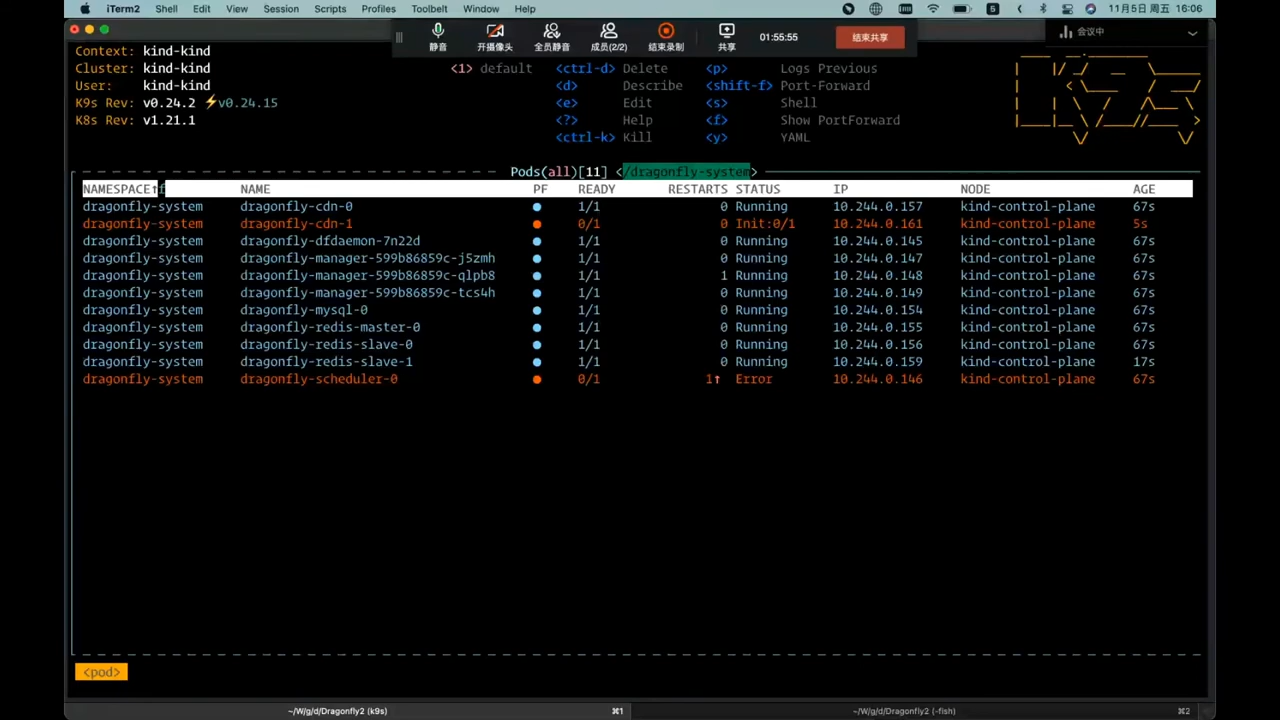 iTerm2 Shell Edit View Session Scripts Profiles Toolbelt Window Help 5 11月5日 周五 16:06
静音 开摄像头 全员静音 成员(2/2) 结束录制 共享 01:55:55 结束共享 会议中
Context: kind-kind
Cluster: kind-kind <1> default <ctrl-d> Delete <p> Logs Previous
User: kind-kind <d> Describe <shift-f> Port-Forward
K9s Rev: v0.24.2 ⚡v0.24.15 <e> Edit <s> Shell
K8s Rev: v1.21.1 <?> Help <f> Show PortForward
<ctrl-k> Kill <y> YAML
Pods(all)[11] </dragonfly-system>
NAMESPACE↑ NAME PF READY RESTARTS STATUS IP NODE AGE
dragonfly-system dragonfly-cdn-0 ● 1/1 0 Running 10.244.0.157 kind-control-plane 67s
dragonfly-system dragonfly-cdn-1 ● 0/1 0 Init:0/1 10.244.0.161 kind-control-plane 5s
dragonfly-system dragonfly-dfdaemon-7n22d ● 1/1 0 Running 10.244.0.145 kind-control-plane 67s
dragonfly-system dragonfly-manager-599b86859c-j5zmh ● 1/1 0 Running 10.244.0.147 kind-control-plane 67s
dragonfly-system dragonfly-manager-599b86859c-qlpb8 ● 1/1 1 Running 10.244.0.148 kind-control-plane 67s
dragonfly-system dragonfly-manager-599b86859c-tcs4h ● 1/1 0 Running 10.244.0.149 kind-control-plane 67s
dragonfly-system dragonfly-mysql-0 ● 1/1 0 Running 10.244.0.154 kind-control-plane 67s
dragonfly-system dragonfly-redis-master-0 ● 1/1 0 Running 10.244.0.155 kind-control-plane 67s
dragonfly-system dragonfly-redis-slave-0 ● 1/1 0 Running 10.244.0.156 kind-control-plane 67s
dragonfly-system dragonfly-redis-slave-1 ● 1/1 0 Running 10.244.0.159 kind-control-plane 17s
dragonfly-system dragonfly-scheduler-0 ● 0/1 1↑ Error 10.244.0.146 kind-control-plane 67s
<pod>
~/W/g/d/Dragonfly2 (k9s) ⌘1 ~/W/g/d/Dragonfly2 (-fish) ⌘2